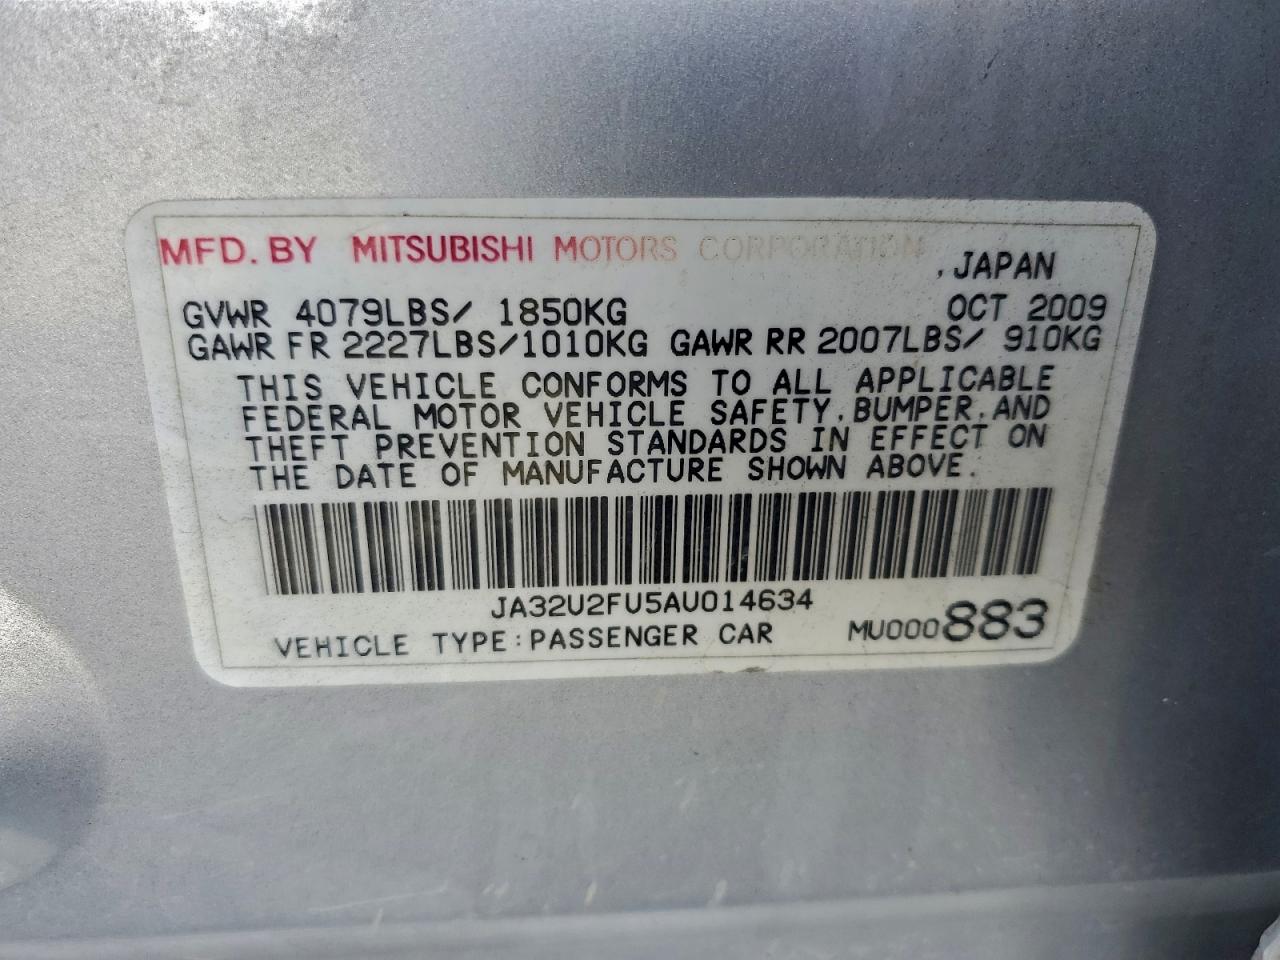 MFD. BY MITSUBISHI MOTORS CORPORATION, JAPAN
GVWR 4079LBS/ 1850KG OCT 2009
GAWR FR 2227LBS/1010KG GAWR RR 2007LBS/ 910KG
THIS VEHICLE CONFORMS TO ALL APPLICABLE
FEDERAL MOTOR VEHICLE SAFETY, BUMPER, AND
THEFT PREVENTION STANDARDS IN EFFECT ON
THE DATE OF MANUFACTURE SHOWN ABOVE.
JA32U2FU5AU014634
VEHICLE TYPE:PASSENGER CAR MU000883